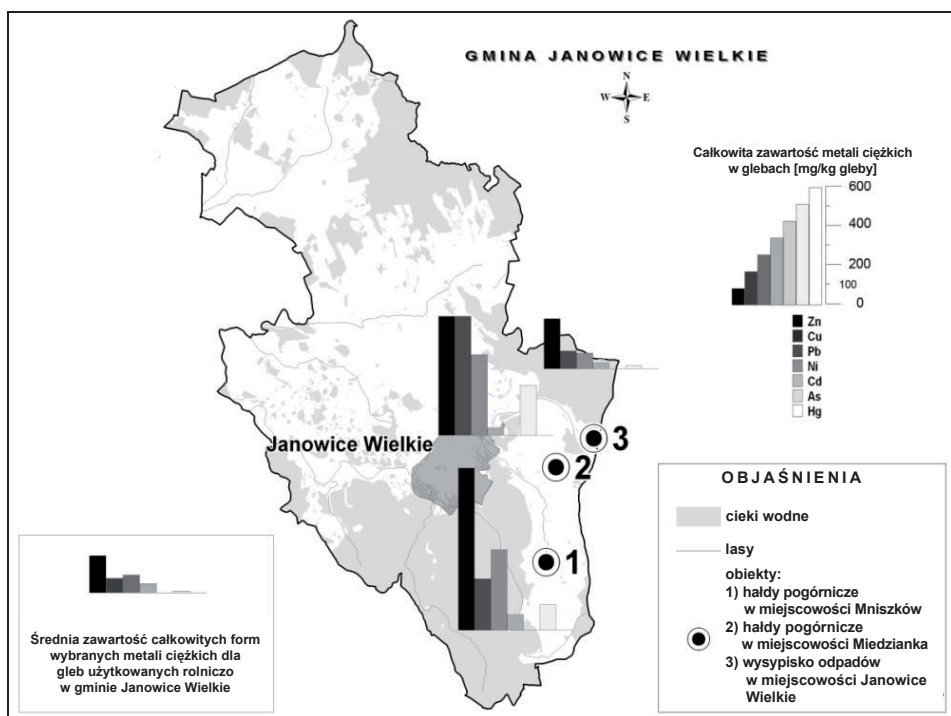 GMINA JANOWICE WIELKIE
N
W E
S
Całkowita zawartość metali ciężkich
w glebach [mg/kg gleby]
600
400
200
100
0
Zn
Cu
Pb
Ni
Cd
As
Hg
Janowice Wielkie
3
2
1
OBJAŚNIENIA
cieki wodne
lasy
obiekty:
1) hałdy pogórnicze
w miejscowości Mniszków
2) hałdy pogórnicze
w miejscowości Miedzianka
3) wysypisko odpadów
w miejscowości Janowice
Wielkie
Średnia zawartość całkowitych form
wybranych metali ciężkich dla
gleb użytkowanych rolniczo
w gminie Janowice Wielkie